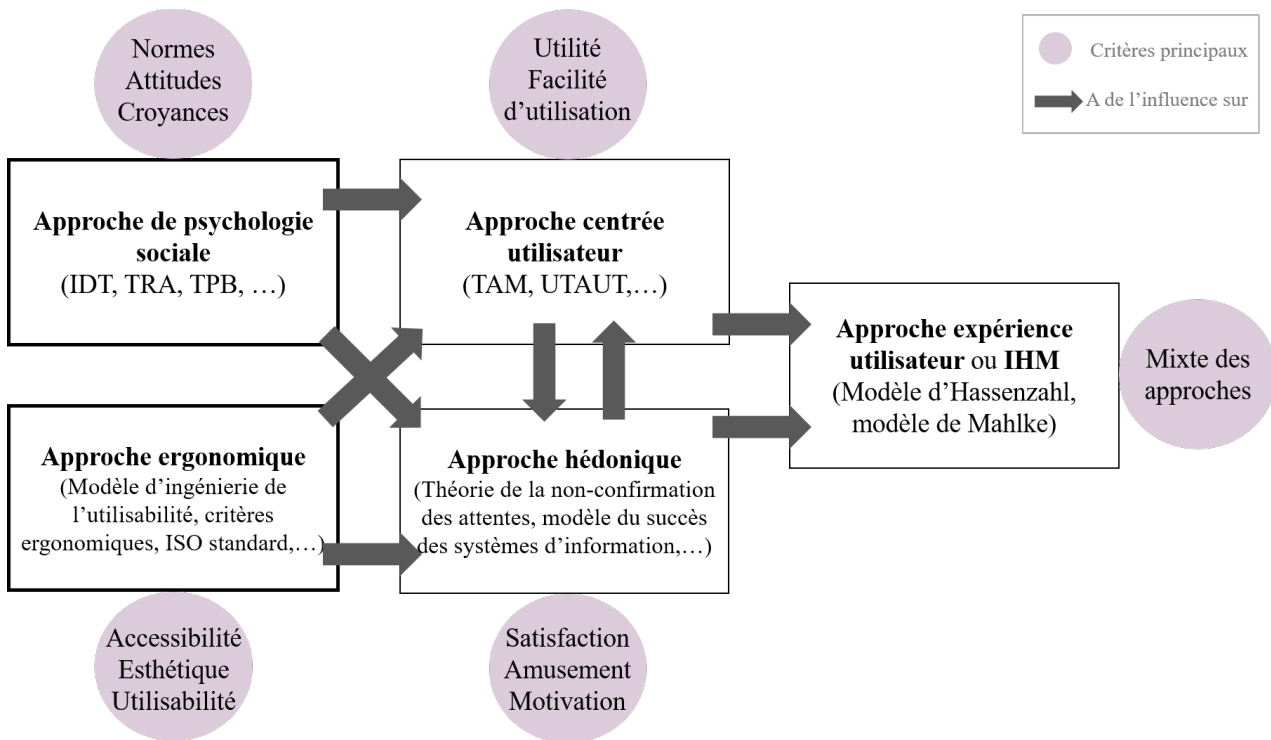 Normes
Attitudes
Croyances
Utilité
Facilité
d’utilisation
Critères principaux
A de l’influence sur
Approche de psychologie
sociale
(IDT, TRA, TPB, …)
Approche centrée
utilisateur
(TAM, UTAUT,…)
Approche expérience
utilisateur ou IHM
(Modèle d’Hassenzahl,
modèle de Mahlke)
Mixte des
approches
Approche ergonomique
(Modèle d’ingénierie de
l’utilisabilité, critères
ergonomiques, ISO standard,…)
Approche hédonique
(Théorie de la non-confirmation
des attentes, modèle du succès
des systèmes d’information,…)
Accessibilité
Esthétique
Utilisabilité
Satisfaction
Amusement
Motivation